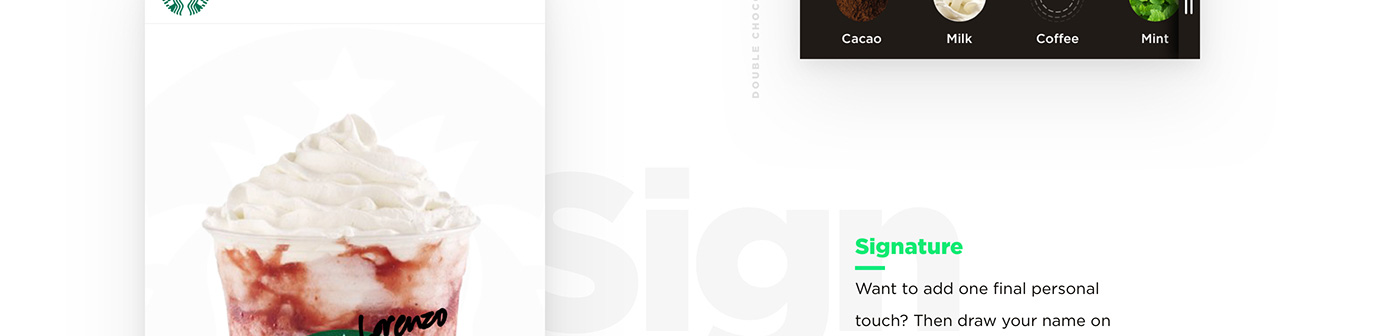 DOUBLE CHOC
Cacao
Milk
Coffee
Mint
Sign
Signature
Want to add one final personal
touch? Then draw your name on
Lorenzo